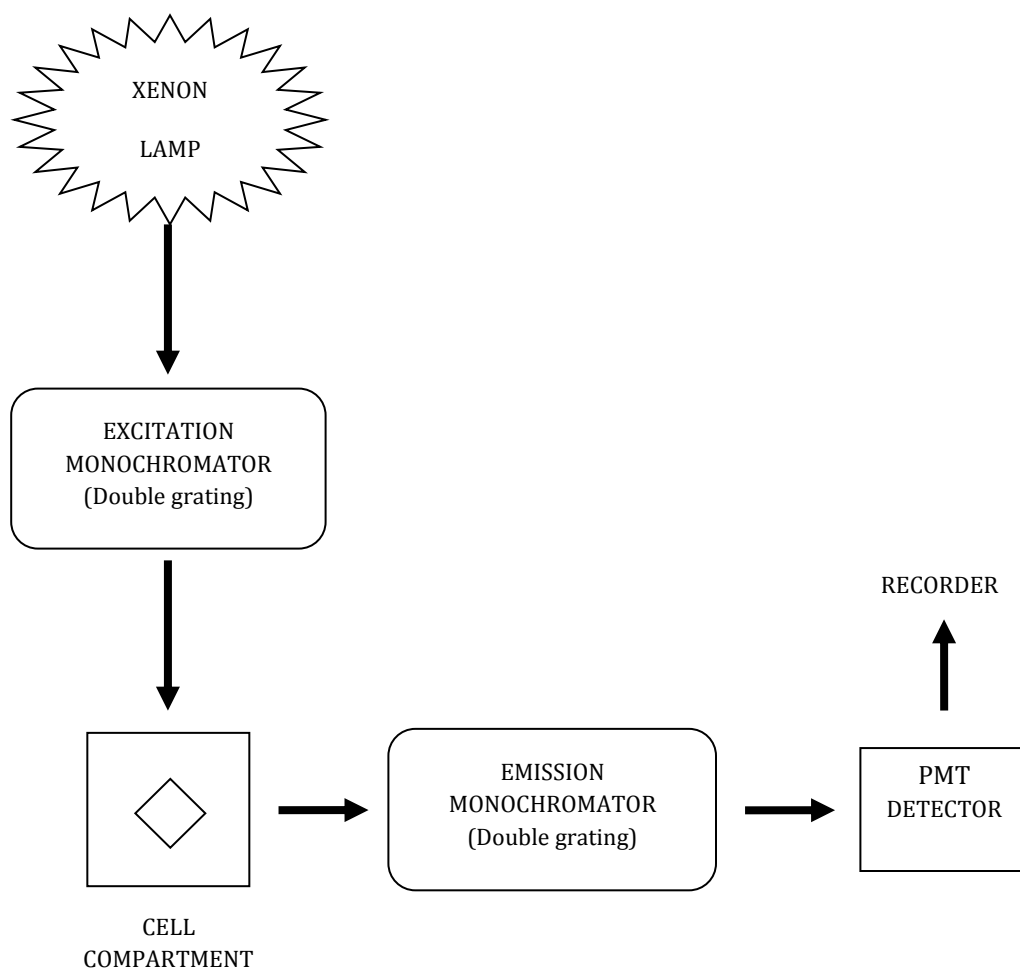 XENON
LAMP
EXCITATION
MONOCHROMATOR
(Double grating)
RECORDER
EMISSION
MONOCHROMATOR
(Double grating)
PMT
DETECTOR
CELL
COMPARTMENT